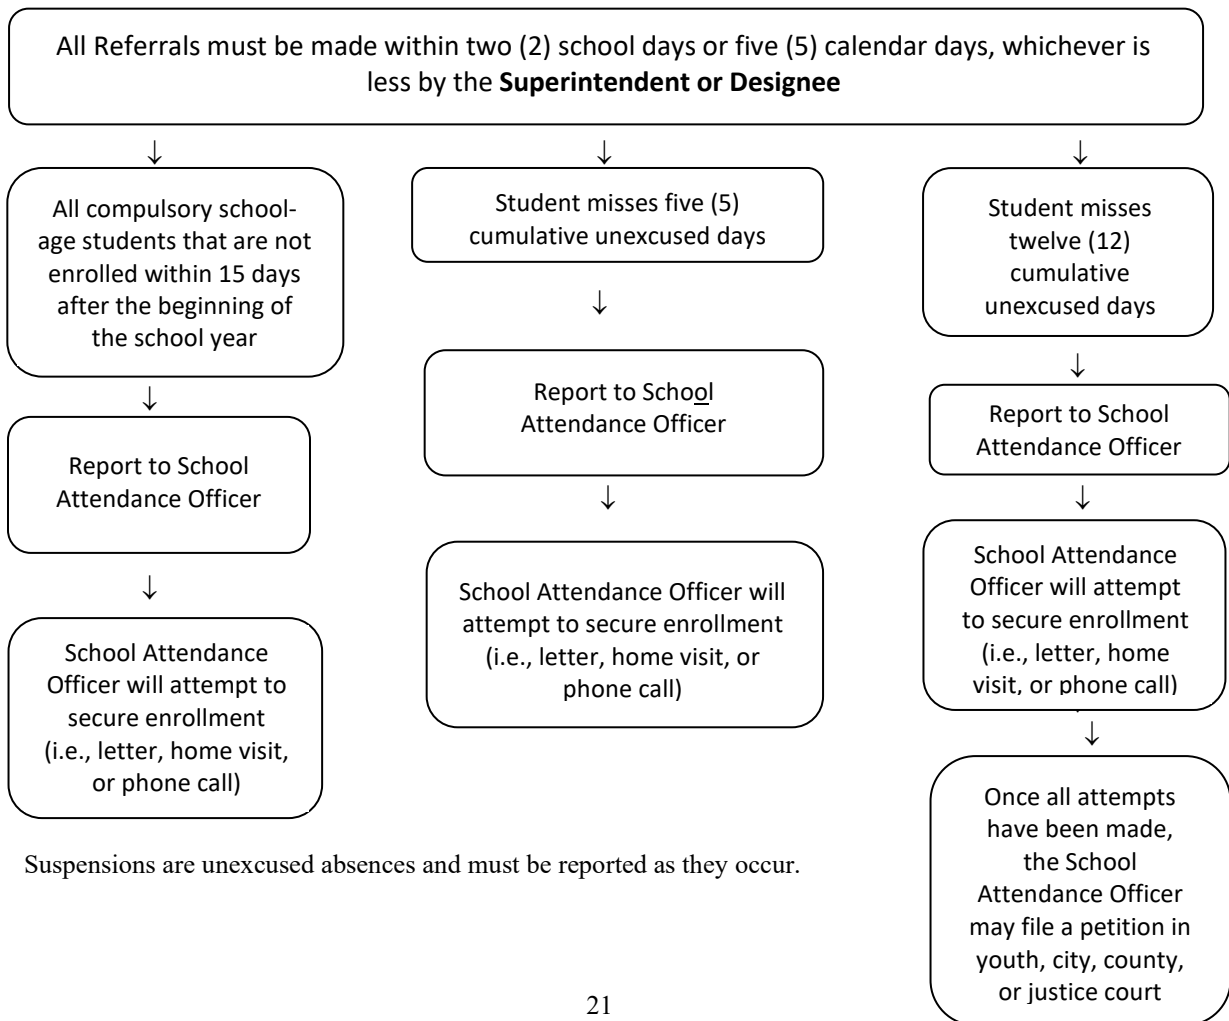 All Referrals must be made within two (2) school days or five (5) calendar days, whichever is
less by the Superintendent or Designee
↓
↓
↓
All compulsory school-
age students that are not
enrolled within 15 days
after the beginning of
the school year
↓
Report to School
Attendance Officer
↓
School Attendance
Officer will attempt to
secure enrollment
(i.e., letter, home visit,
or phone call)
Student misses five (5)
cumulative unexcused days
↓
Report to School
Attendance Officer
↓
School Attendance Officer will
attempt to secure enrollment
(i.e., letter, home visit, or
phone call)
Student misses
twelve (12)
cumulative
unexcused days
↓
Report to School
Attendance Officer
↓
School Attendance
Officer will attempt
to secure enrollment
(i.e., letter, home
visit, or phone call)
↓
Once all attempts
have been made,
the School
Attendance Officer
may file a petition in
youth, city, county,
or justice court
Suspensions are unexcused absences and must be reported as they occur.
21